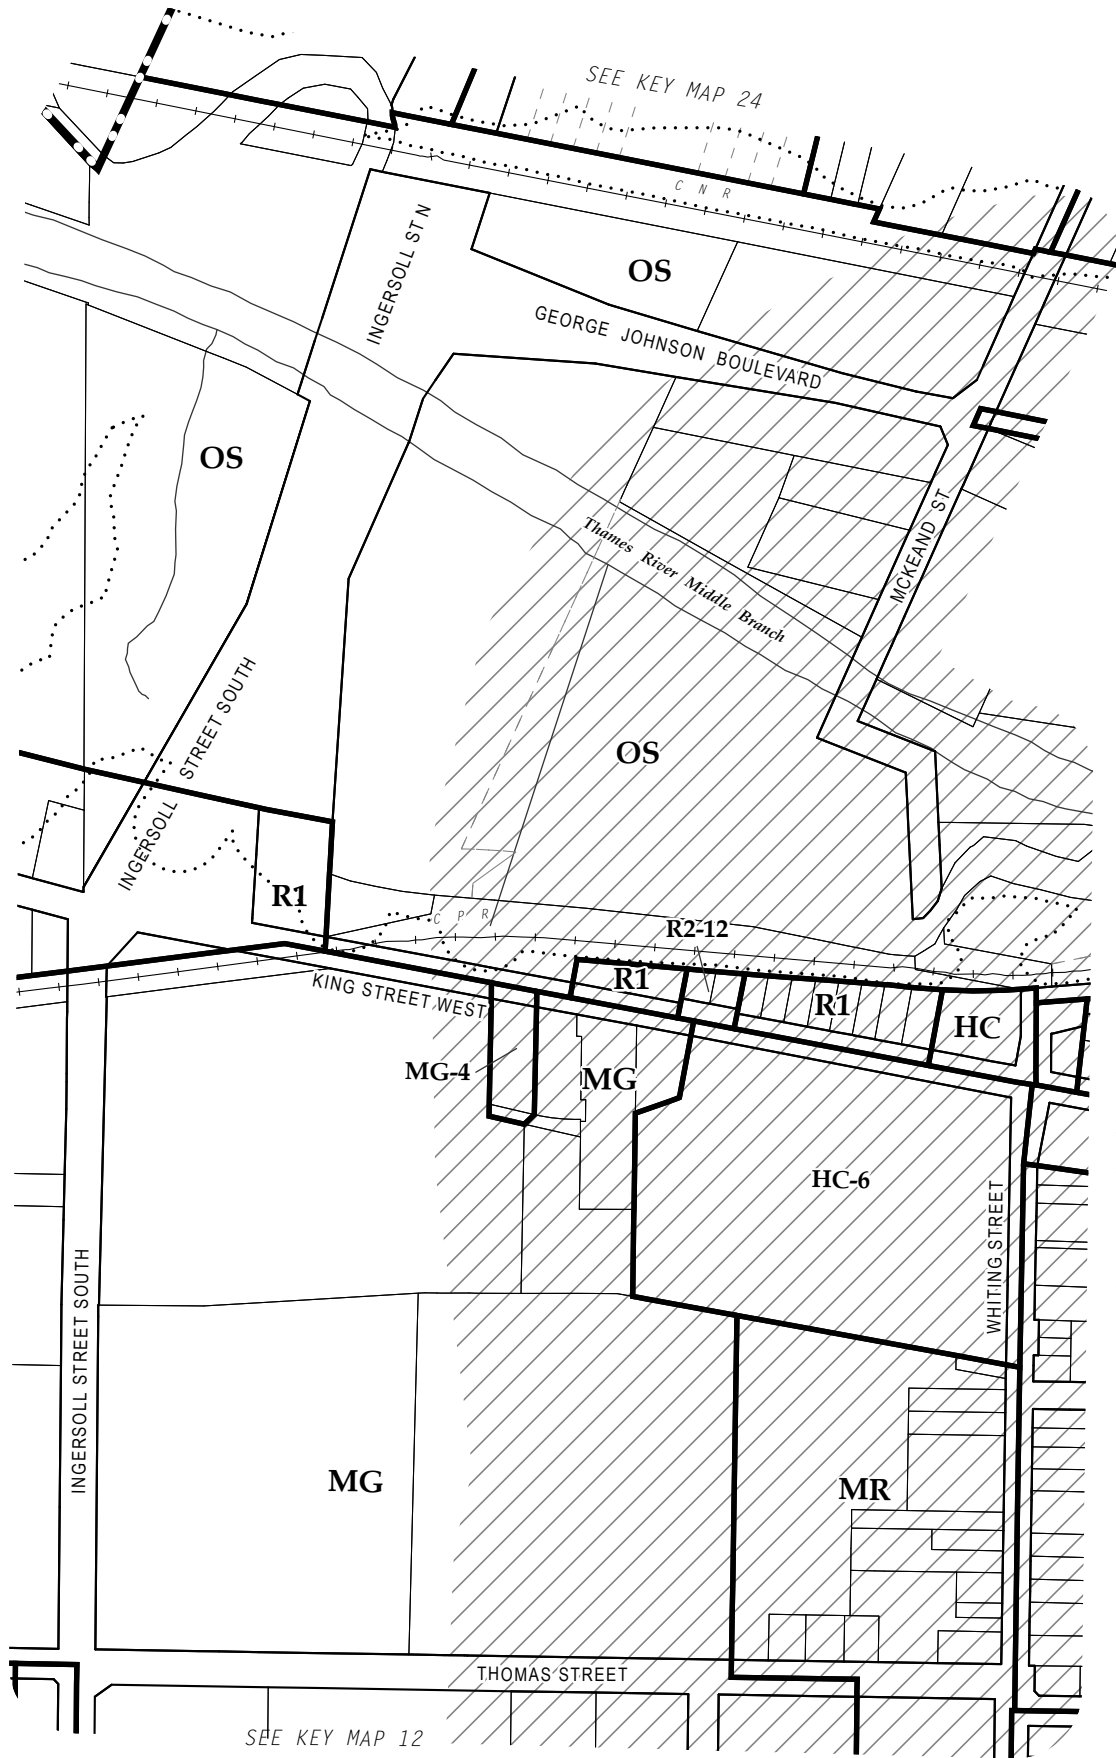 SEE KEY MAP 24
C N R
INGERSOLL ST N
OS
GEORGE JOHNSON BOULEVARD
OS
MCKEAND ST
Thames River Middle Branch
INGERSOLL STREET SOUTH
OS
INGERSOLL
R1
C P R
R2-12
R1
R1
HC
KING STREET WEST
MG-4
MG
HC-6
WHITING STREET
INGERSOLL STREET SOUTH
MG
MR
THOMAS STREET
SEE KEY MAP 12